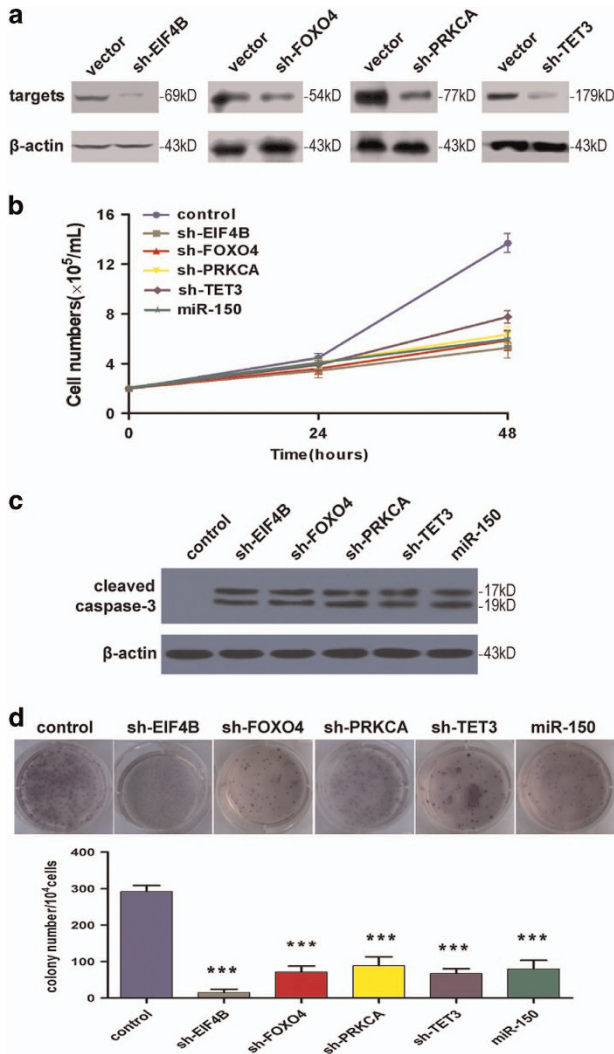 a
vector sh-EIF4B vector sh-FOXO4 vector sh-PRKCA vector sh-TET3
targets -69kD -54kD -77kD -179kD
β-actin -43kD -43kD -43kD -43kD
b
Cell numbers(×10⁵/mL)
16
12
8
4
0
control
sh-EIF4B
sh-FOXO4
sh-PRKCA
sh-TET3
miR-150
0 24 48
Time(hours)
c
control sh-EIF4B sh-FOXO4 sh-PRKCA sh-TET3 miR-150
cleaved -17kD
caspase-3 -19kD
β-actin -43kD
d
control sh-EIF4B sh-FOXO4 sh-PRKCA sh-TET3 miR-150
colony number/10⁴cells
400
300
200
100
0
*** *** *** *** ***
control sh-EIF4B sh-FOXO4 sh-PRKCA sh-TET3 miR-150